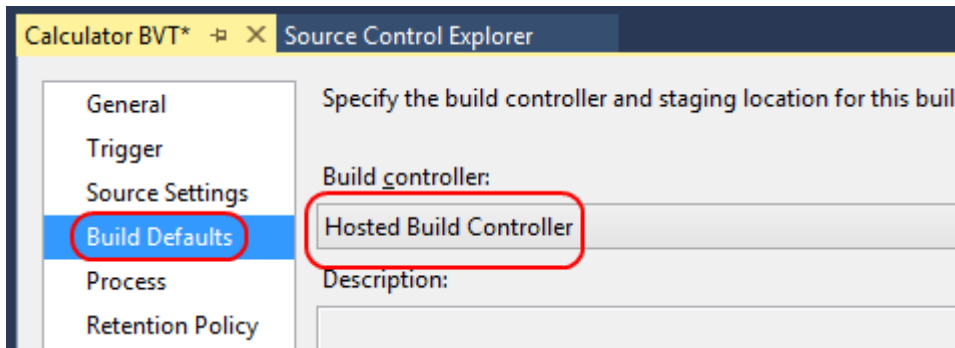 Calculator BVT* Source Control Explorer
General
Trigger
Source Settings
Build Defaults
Process
Retention Policy
Specify the build controller and staging location for this
Build controller:
Hosted Build Controller
Description: